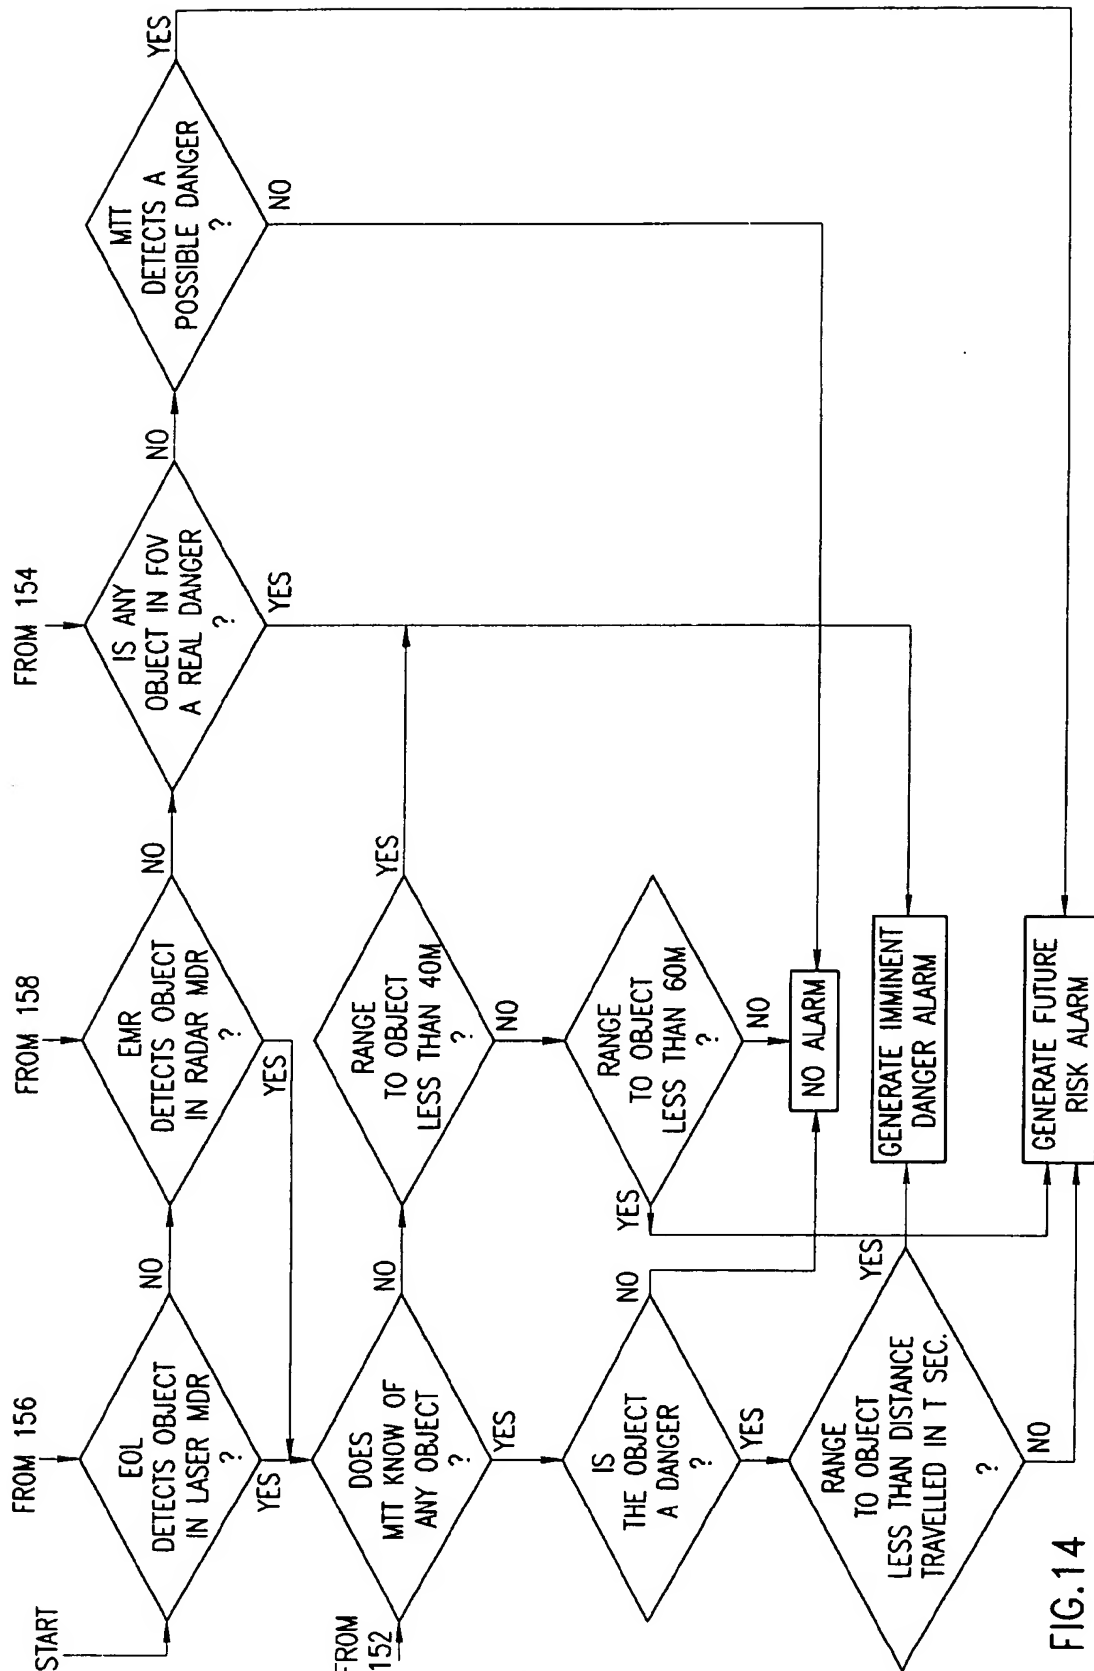 START
FROM 156
EOL
DETECTS OBJECT
IN LASER MDR
?
NO
YES
FROM 158
EMR
DETECTS OBJECT
IN RADAR MDR
?
NO
YES
FROM 154
IS ANY
OBJECT IN FOV
A REAL DANGER
?
NO
YES
MTT
DETECTS A
POSSIBLE DANGER
?
YES
NO
FROM
152
DOES
MTT KNOW OF
ANY OBJECT
?
NO
YES
RANGE
TO OBJECT
LESS THAN 40M
?
YES
NO
IS
THE OBJECT
A DANGER
?
NO
YES
RANGE
TO OBJECT
LESS THAN 60M
?
YES
NO
NO ALARM
RANGE
TO OBJECT
LESS THAN DISTANCE
TRAVELLED IN T SEC.
?
YES
NO
GENERATE IMMINENT
DANGER ALARM
GENERATE FUTURE
RISK ALARM
FIG.14